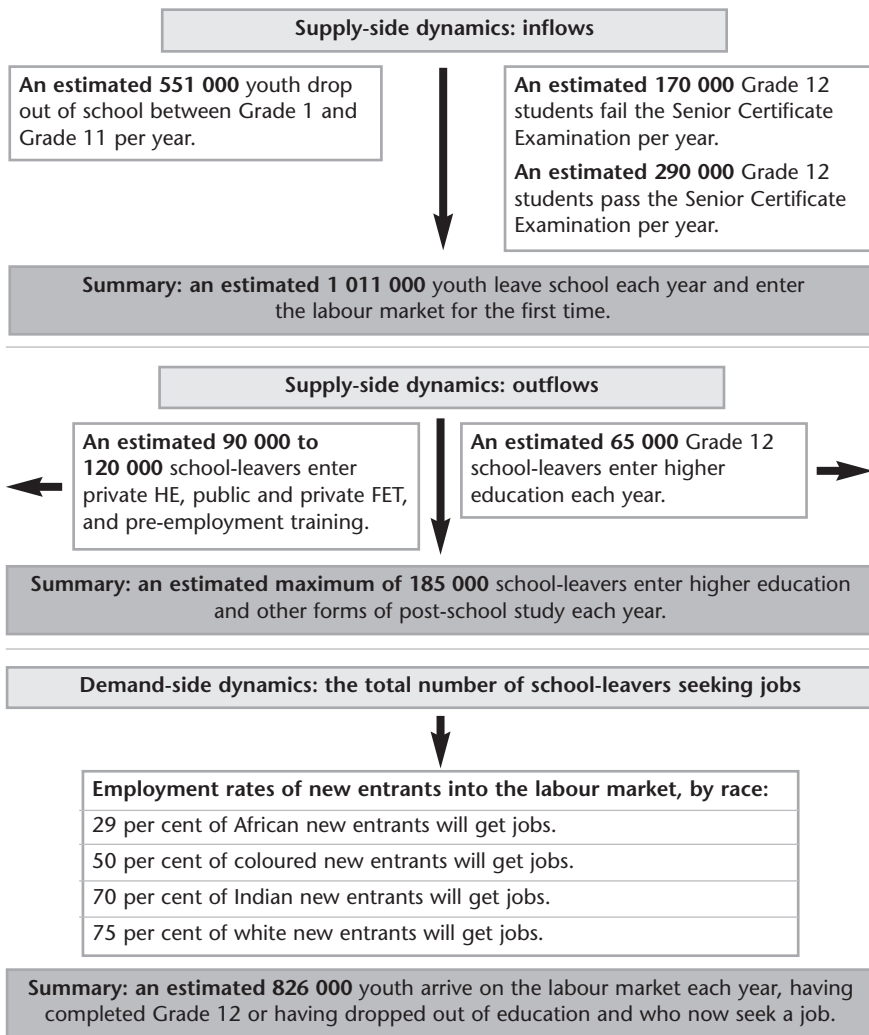 Supply-side dynamics: inflows
An estimated 551 000 youth drop
out of school between Grade 1 and
Grade 11 per year.
An estimated 170 000 Grade 12
students fail the Senior Certificate
Examination per year.
An estimated 290 000 Grade 12
students pass the Senior Certificate
Examination per year.
Summary: an estimated 1 011 000 youth leave school each year and enter
the labour market for the first time.
Supply-side dynamics: outflows
An estimated 90 000 to
120 000 school-leavers enter
private HE, public and private FET,
and pre-employment training.
An estimated 65 000 Grade 12
school-leavers enter higher
education each year.
Summary: an estimated maximum of 185 000 school-leavers enter higher education
and other forms of post-school study each year.
Demand-side dynamics: the total number of school-leavers seeking jobs
Employment rates of new entrants into the labour market, by race:
29 per cent of African new entrants will get jobs.
50 per cent of coloured new entrants will get jobs.
70 per cent of Indian new entrants will get jobs.
75 per cent of white new entrants will get jobs.
Summary: an estimated 826 000 youth arrive on the labour market each year, having
completed Grade 12 or having dropped out of education and who now seek a job.